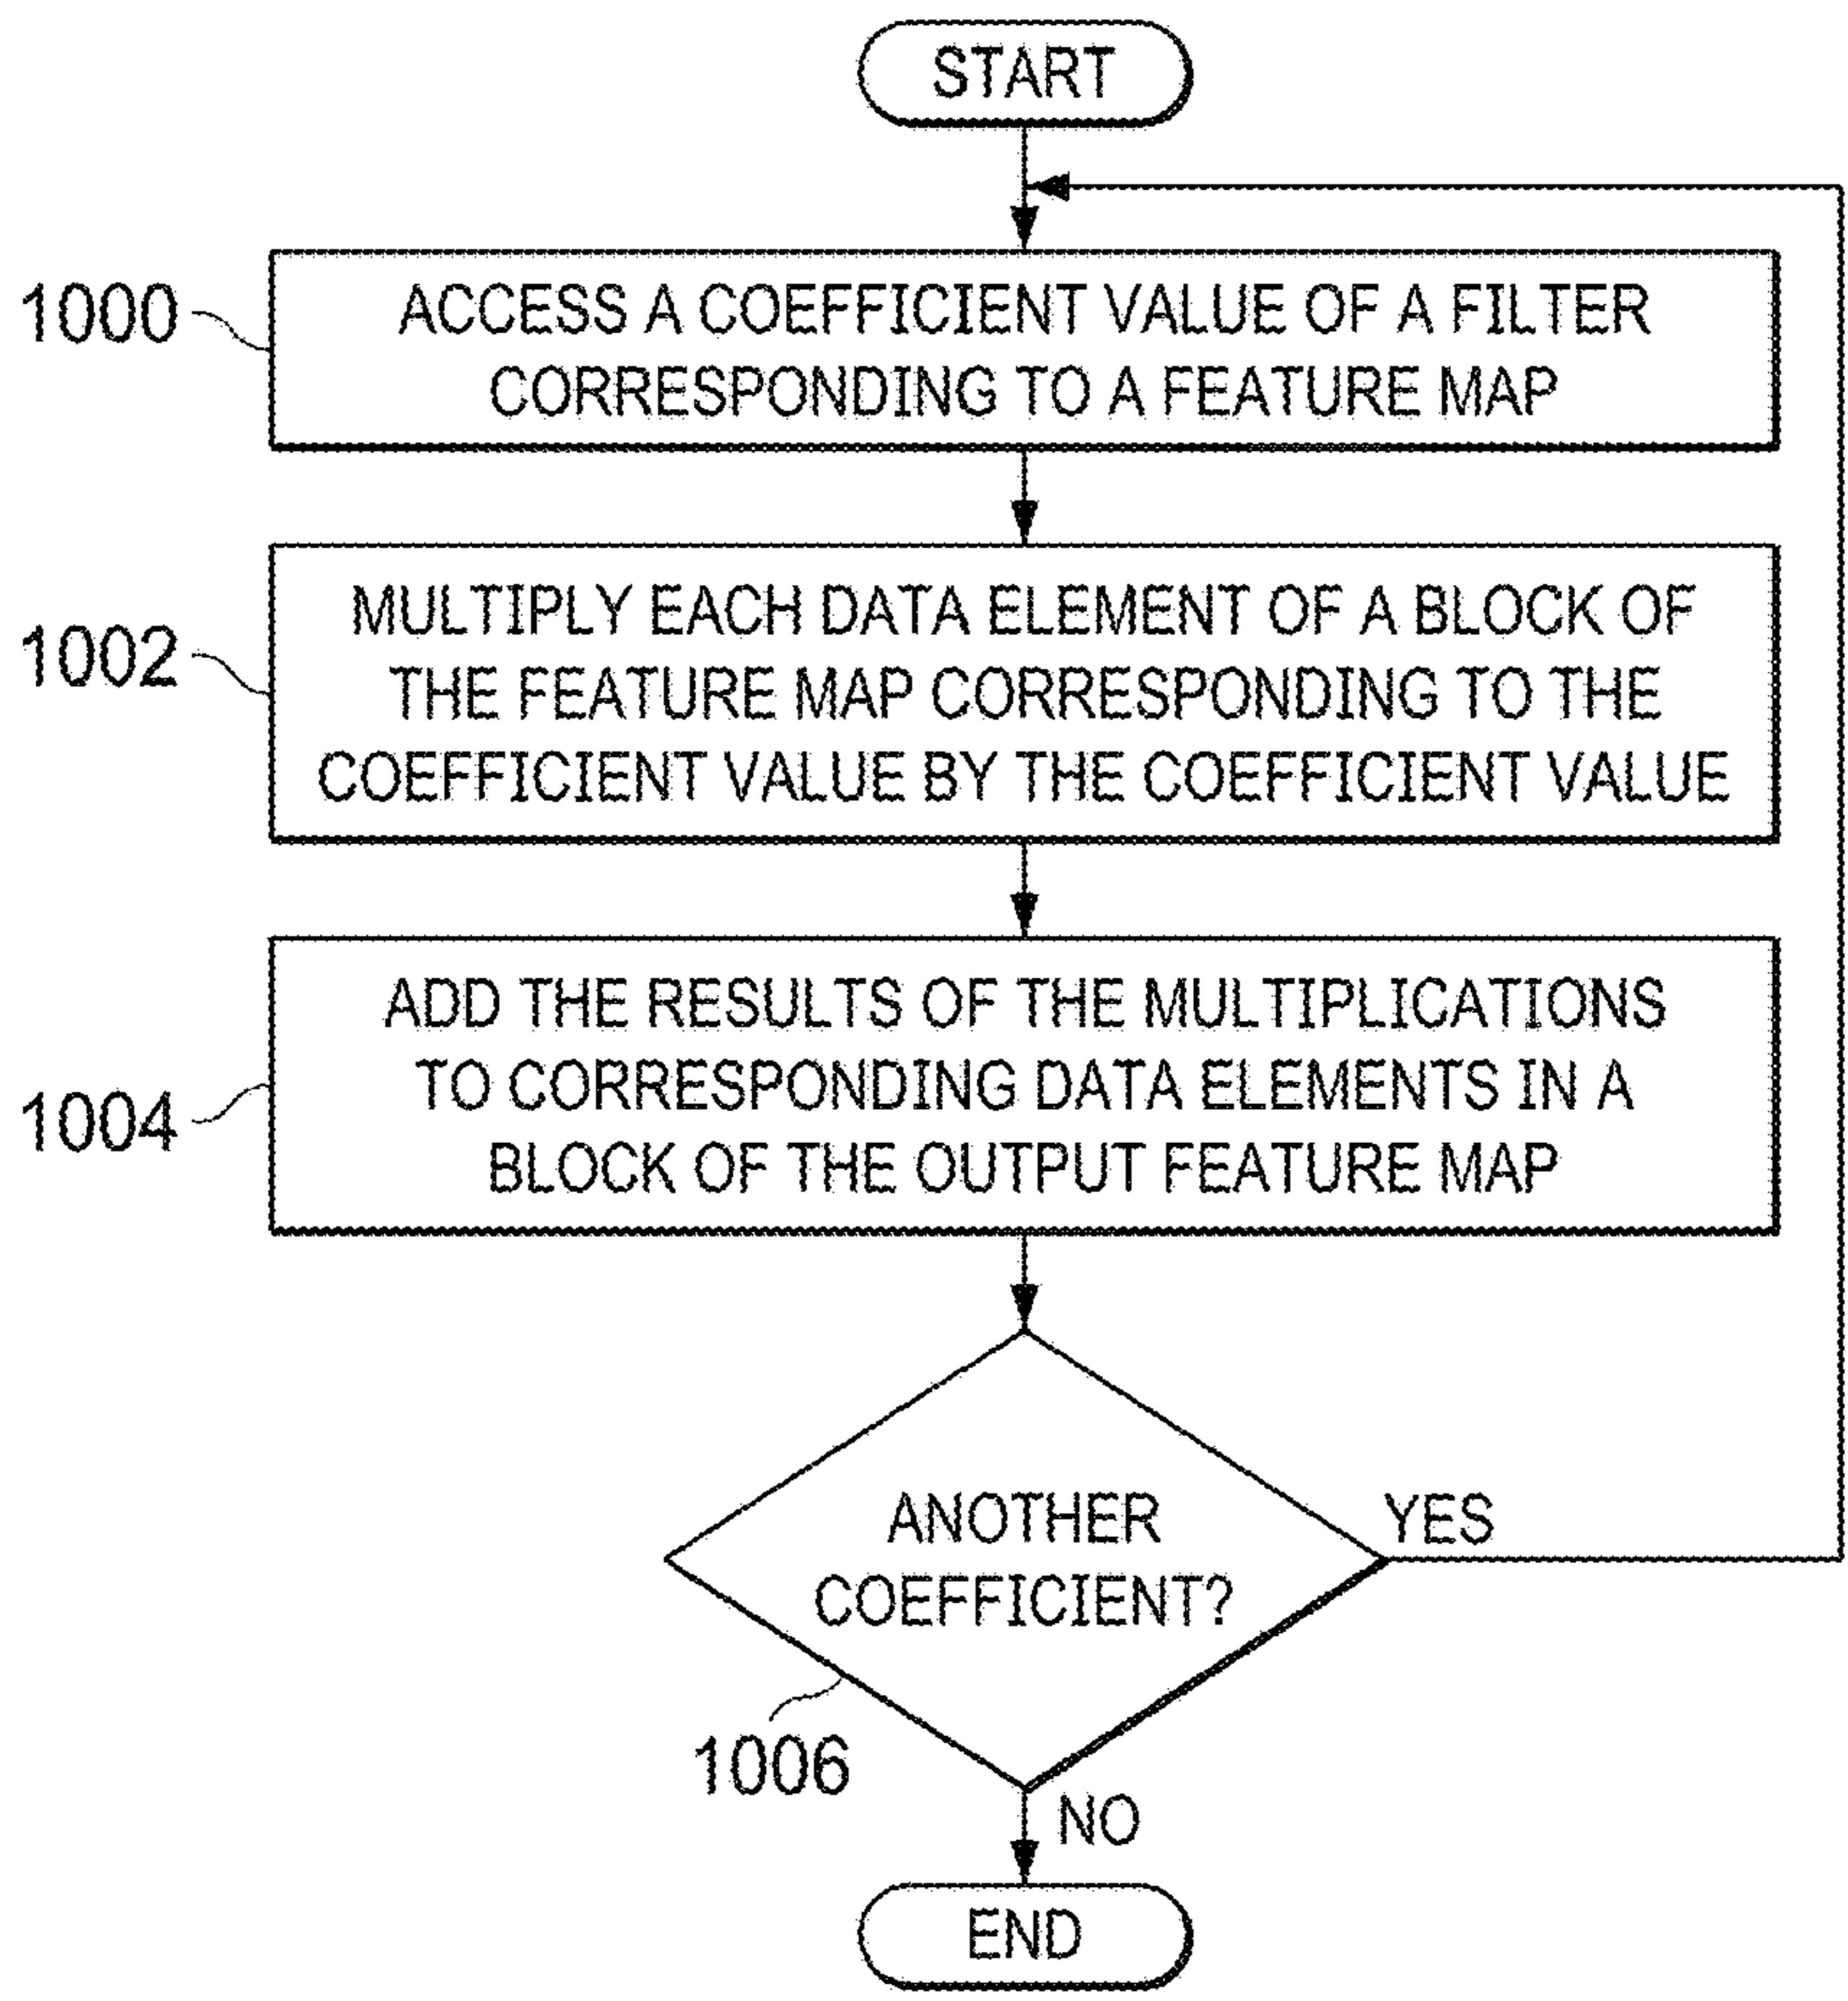 START
1000
ACCESS A COEFFICIENT VALUE OF A FILTER
CORRESPONDING TO A FEATURE MAP
1002
MULTIPLY EACH DATA ELEMENT OF A BLOCK OF
THE FEATURE MAP CORRESPONDING TO THE
COEFFICIENT VALUE BY THE COEFFICIENT VALUE
1004
ADD THE RESULTS OF THE MULTIPLICATIONS
TO CORRESPONDING DATA ELEMENTS IN A
BLOCK OF THE OUTPUT FEATURE MAP
ANOTHER
COEFFICIENT?
YES
1006
NO
END